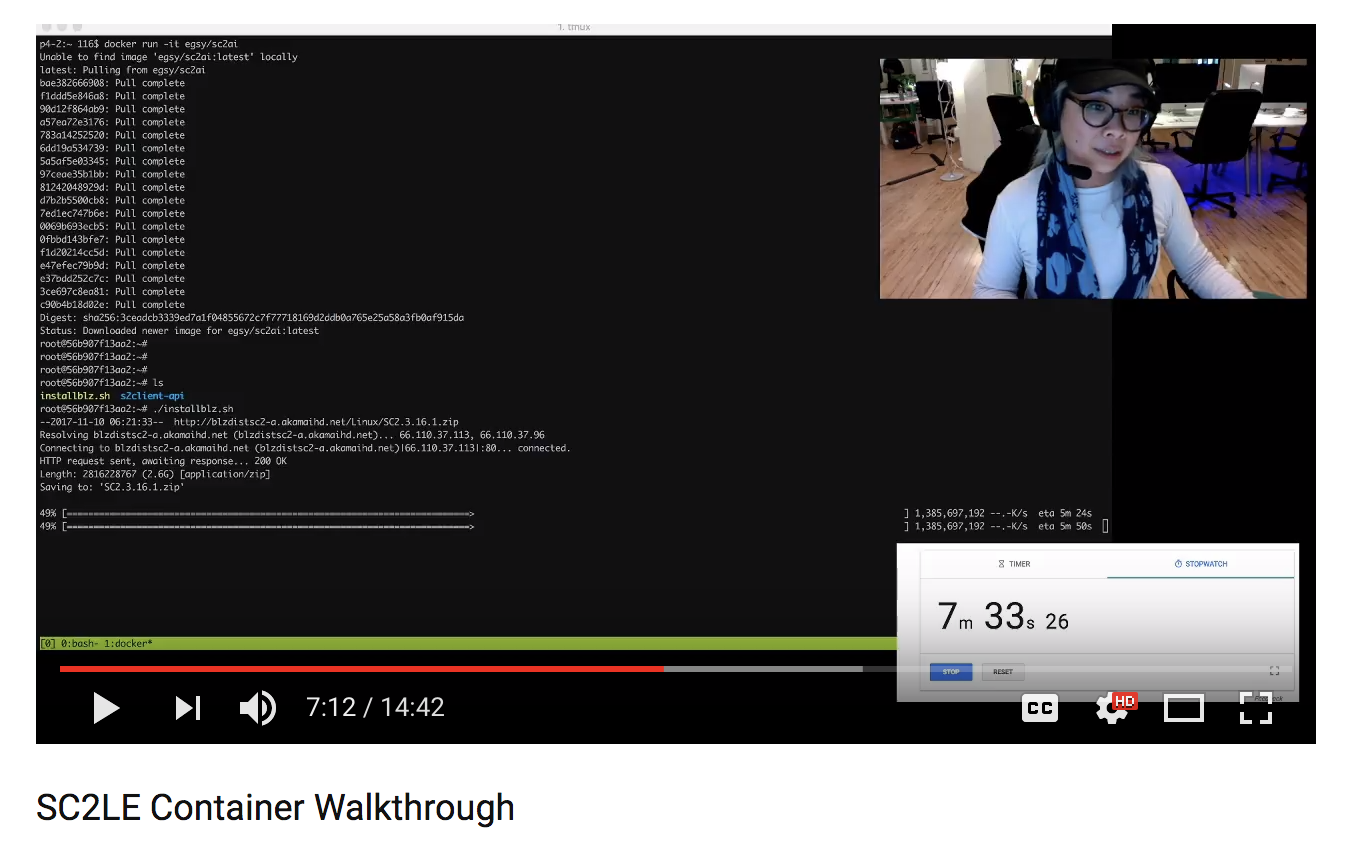 1. tmux
p4-2:~ 116$ docker run -it egsy/sc2ai
Unable to find image 'egsy/sc2ai:latest' locally
latest: Pulling from egsy/sc2ai
bae382666908: Pull complete
f1ddd5e846a8: Pull complete
90d12f864ab9: Pull complete
a57ea72e3176: Pull complete
783a14252520: Pull complete
6dd19a534739: Pull complete
5a5af5e03345: Pull complete
97ceae35b1bb: Pull complete
81242048929d: Pull complete
d7b2b5500cb8: Pull complete
7ed1ec747b6e: Pull complete
0069b693ecb5: Pull complete
0fbbd143bfe7: Pull complete
f1d20214cc5d: Pull complete
e47efec79b9d: Pull complete
e37bdd252c7c: Pull complete
3ce697c8ea81: Pull complete
c90b4b18d02e: Pull complete
Digest: sha256:3ceadcb3339ed7a1f04855672c7f77718169d2ddb0a765e25a58a3fb0af915da
Status: Downloaded newer image for egsy/sc2ai:latest
root@56b907f13aa2:~#
root@56b907f13aa2:~#
root@56b907f13aa2:~#
root@56b907f13aa2:~# ls
installblz.sh s2client-api
root@56b907f13aa2:~# ./installblz.sh
--2017-11-10 06:21:33-- http://blzdistsc2-a.akamaihd.net/Linux/SC2.3.16.1.zip
Resolving blzdistsc2-a.akamaihd.net (blzdistsc2-a.akamaihd.net)... 66.110.37.113, 66.110.37.96
Connecting to blzdistsc2-a.akamaihd.net (blzdistsc2-a.akamaihd.net)|66.110.37.113|:80... connected.
HTTP request sent, awaiting response... 200 OK
Length: 2816228767 (2.6G) [application/zip]
Saving to: 'SC2.3.16.1.zip'
49% [=============================================================================> ] 1,385,697,192 --.-K/s eta 5m 24s
49% [=============================================================================> ] 1,385,697,192 --.-K/s eta 5m 50s
TIMER STOPWATCH
7m 33s 26
STOP RESET
[0] 0:bash- 1:docker*
7:12 / 14:42
CC HD
SC2LE Container Walkthrough